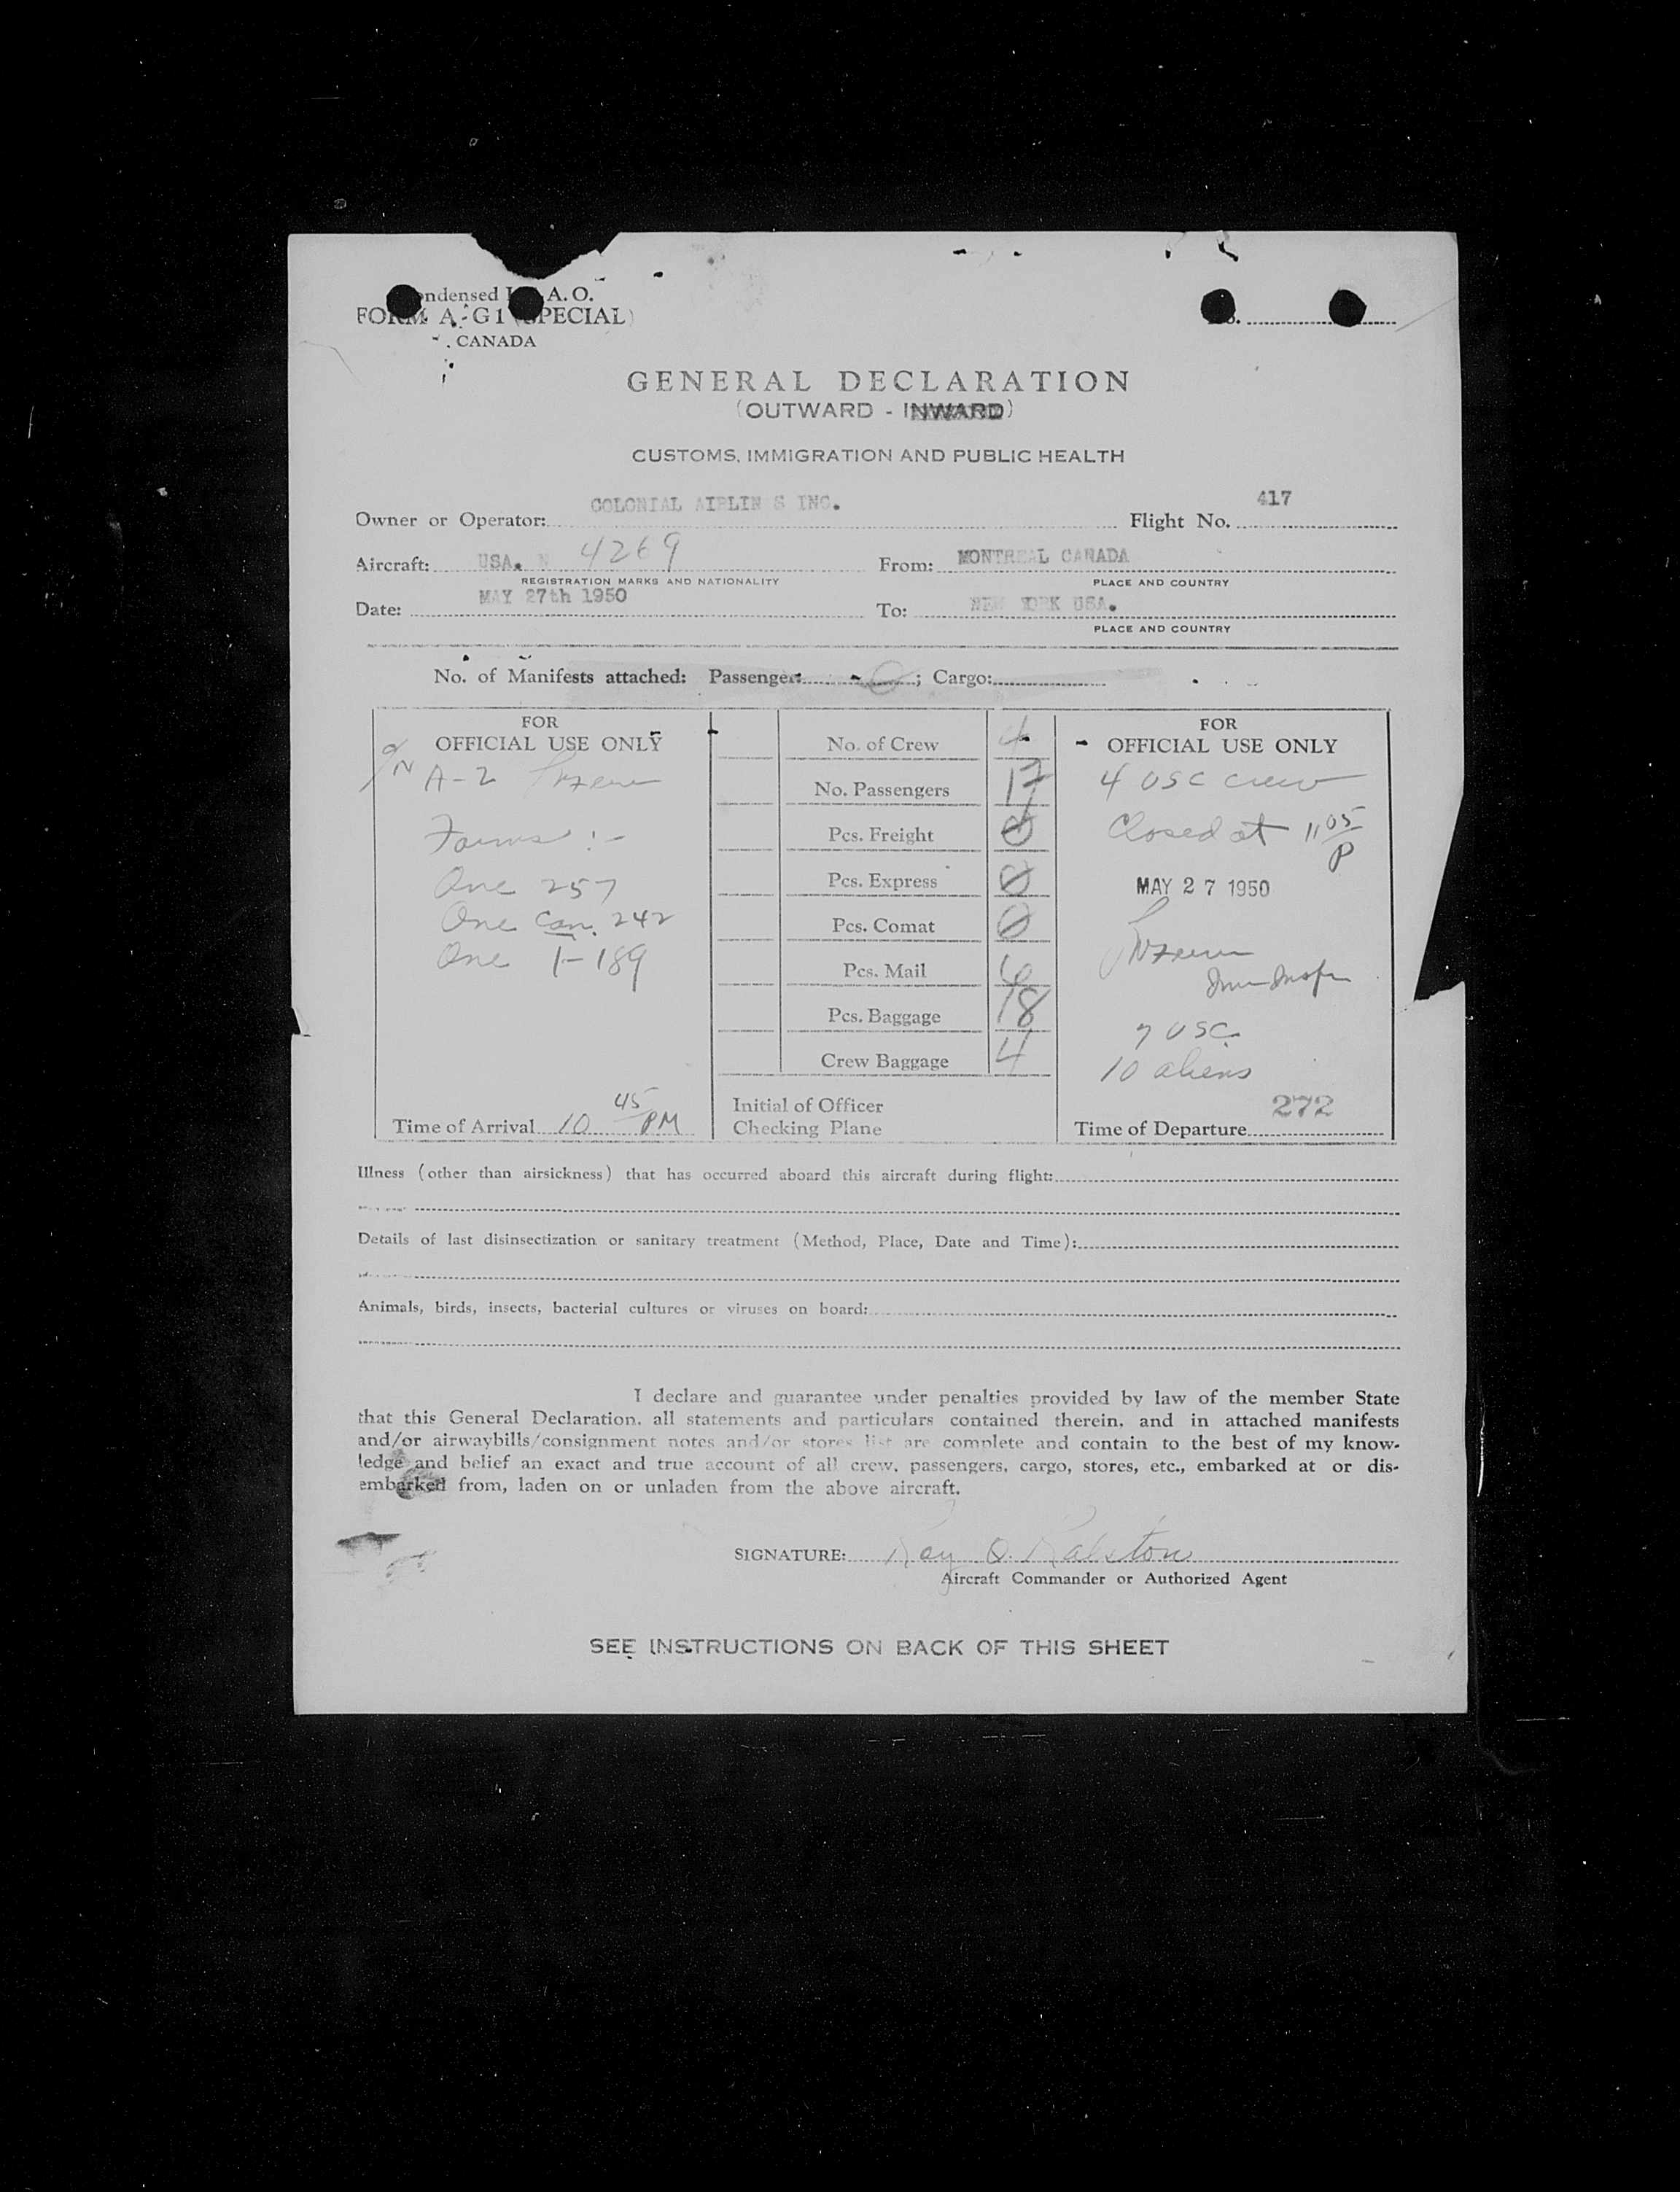 ndensed I A. O.
FORM A-G1 (SPECIAL)
CANADA
GENERAL DECLARATION
(OUTWARD - INWARD)
CUSTOMS, IMMIGRATION AND PUBLIC HEALTH
Owner or Operator: COLONIAL AIRLIN S INC. Flight No. 417
Aircraft: USA. N 4269 From: MONTREAL CANADA
REGISTRATION MARKS AND NATIONALITY PLACE AND COUNTRY
Date: MAY 27th 1950 To: NEW YORK USA.
PLACE AND COUNTRY
No. of Manifests attached: Passenger: 0; Cargo:
FOR
OFFICIAL USE ONLY
A-2
Forms :-
One 257
One Can. 242
One 1-189
Time of Arrival 10 45 PM
No. of Crew 4
No. Passengers 17
Pcs. Freight 0
Pcs. Express 0
Pcs. Comat 0
Pcs. Mail
Pcs. Baggage 18
Crew Baggage 4
Initial of Officer
Checking Plane
FOR
OFFICIAL USE ONLY
4 USC crew
Closed at 11 05 P
MAY 27 1950
7 USC
10 aliens
272
Time of Departure
Illness (other than airsickness) that has occurred aboard this aircraft during flight:
Details of last disinsectization or sanitary treatment (Method, Place, Date and Time):
Animals, birds, insects, bacterial cultures or viruses on board:
I declare and guarantee under penalties provided by law of the member State
that this General Declaration, all statements and particulars contained therein, and in attached manifests
and/or airwaybills/consignment notes and/or stores list are complete and contain to the best of my know-
ledge and belief an exact and true account of all crew, passengers, cargo, stores, etc., embarked at or dis-
embarked from, laden on or unladen from the above aircraft.
SIGNATURE: Ray O. Ralston
Aircraft Commander or Authorized Agent
SEE INSTRUCTIONS ON BACK OF THIS SHEET